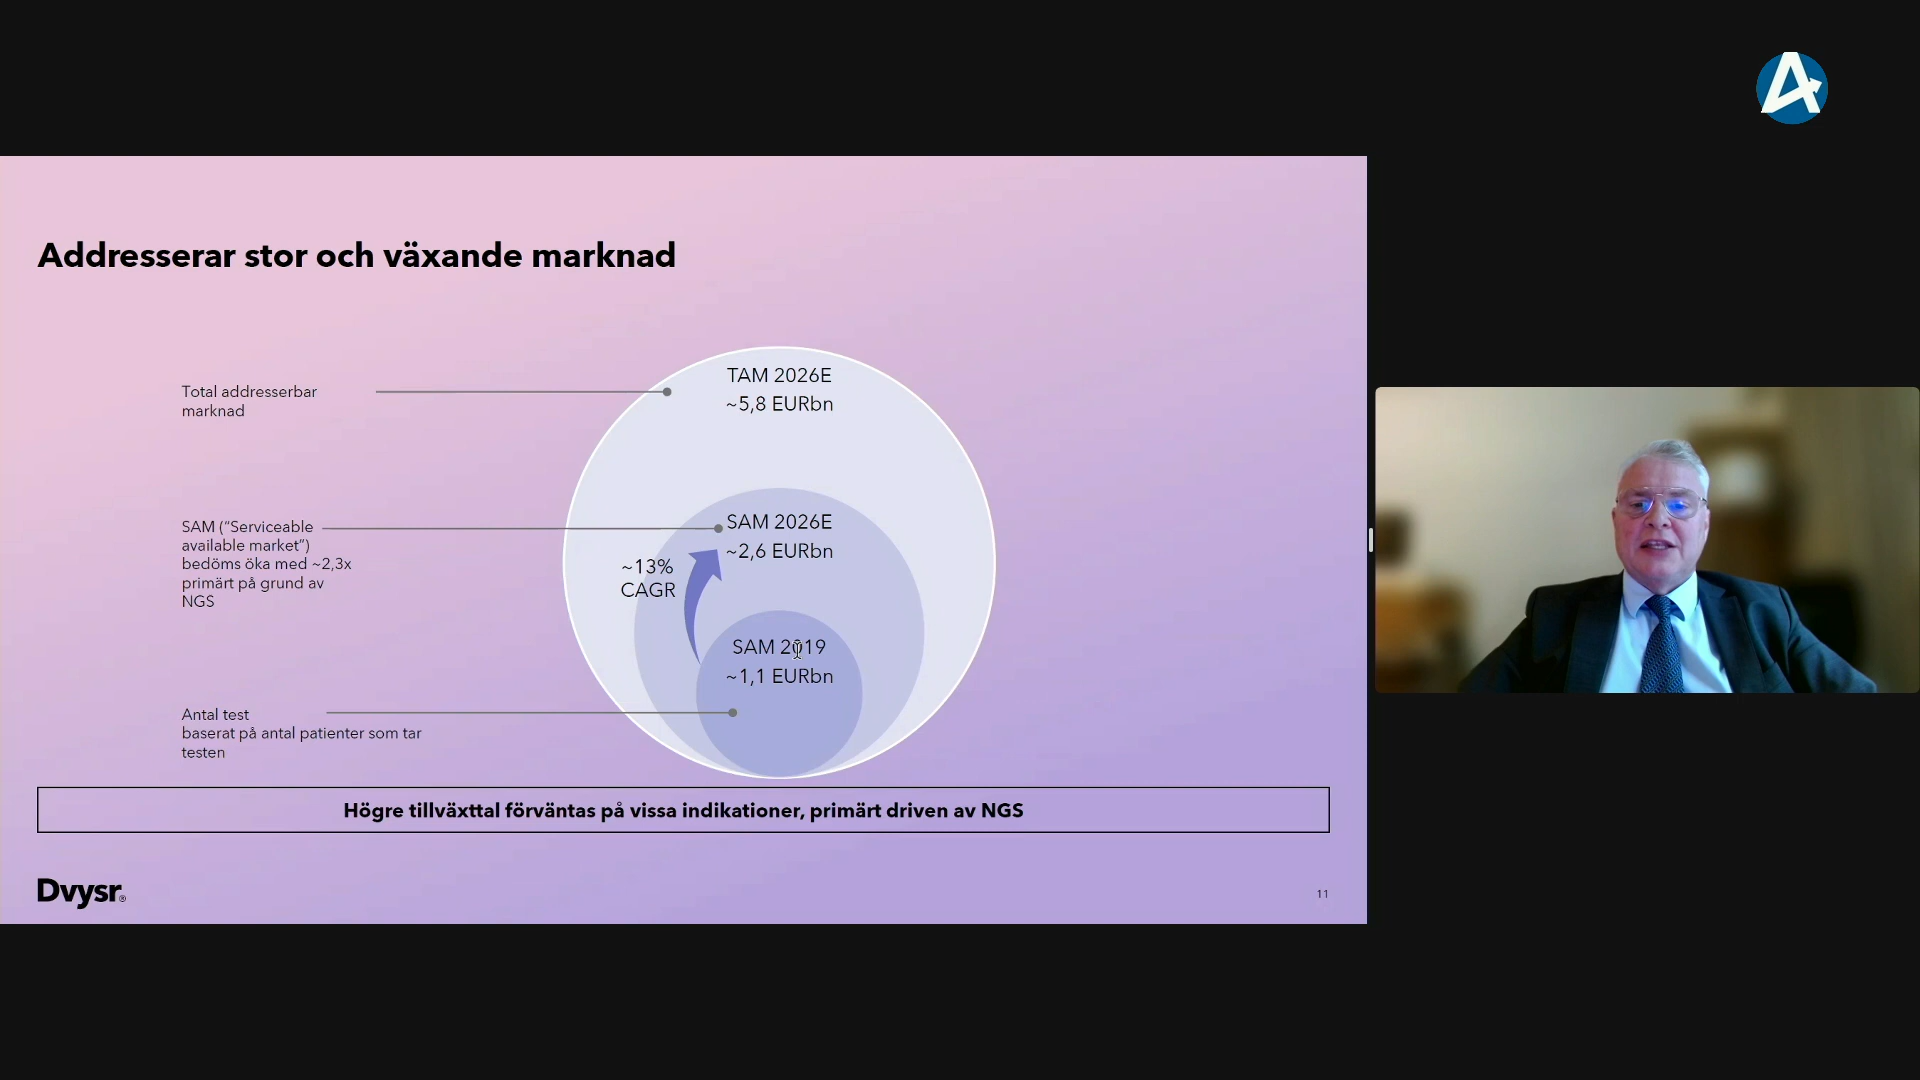 Addresserar stor och växande marknad
TAM 2026E
~5,8 EURbn
Total addresserbar
marknad
SAM 2026E
~2,6 EURbn
SAM (“Serviceable
available market”)
bedöms öka med ~2,3x
primärt på grund av
NGS
~13%
CAGR
SAM 2019
~1,1 EURbn
Antal test
baserat på antal patienter som tar
testen
Högre tillväxttal förväntas på vissa indikationer, primärt driven av NGS
Dvysr®
11